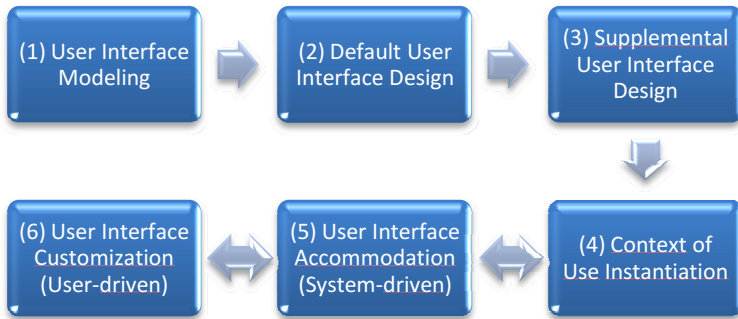 (1) User Interface
Modeling
(2) Default User
Interface Design
(3) Supplemental
User Interface
Design
(4) Context of
Use Instantiation
(5) User Interface
Accommodation
(System-driven)
(6) User Interface
Customization
(User-driven)